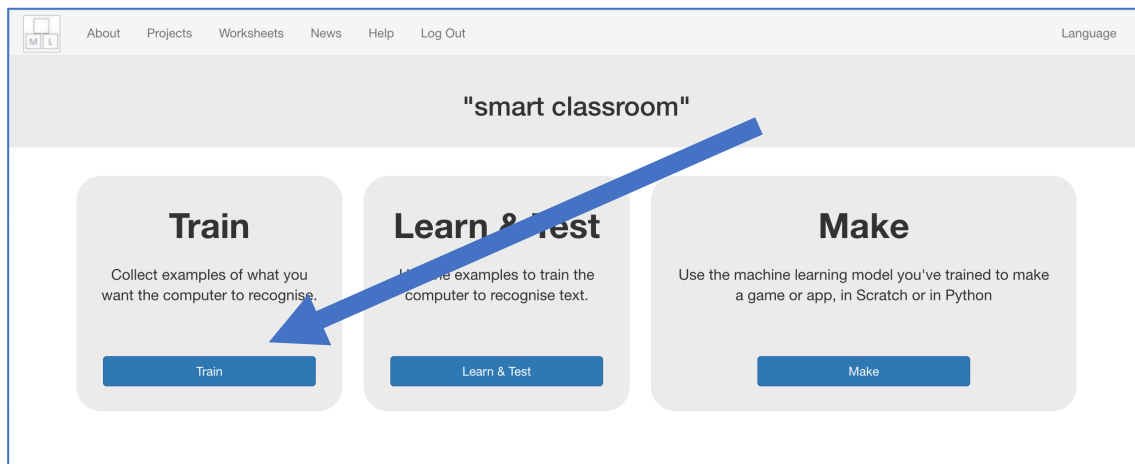 M L
About Projects Worksheets News Help Log Out Language
"smart classroom"
Train
Collect examples of what you
want the computer to recognise.
Train
Learn & Test
the examples to train the
computer to recognise text.
Learn & Test
Make
Use the machine learning model you've trained to make
a game or app, in Scratch or in Python
Make